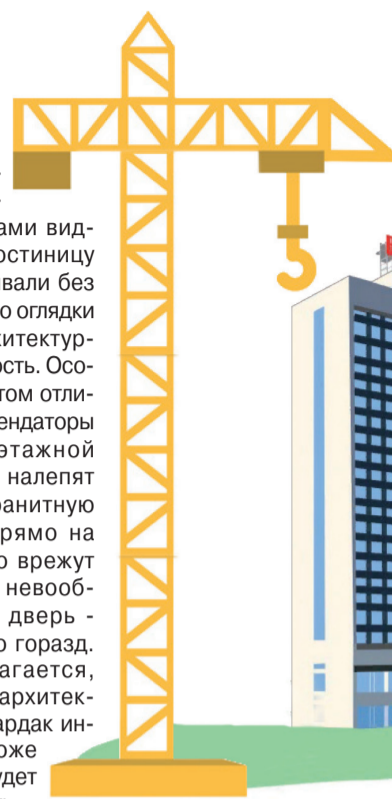 ами вид-
остиницу
вали без
о оглядки
хитектур-
ость. Осо-
том отли-
ендаторы
этажной
налепят
ранитную
рямо на
о врежут
невооб-
дверь -
о горазд.
агается,
архитек-
ардак ин-
оже
удет